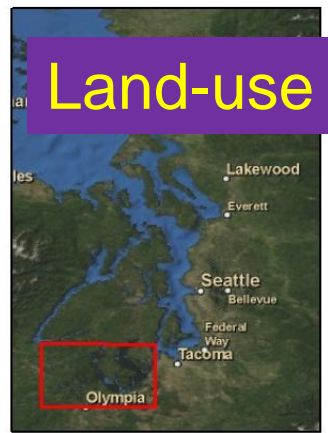 Land-use
Lakewood
Everett
Seattle
Bellevue
Federal
Way
Tacoma
Olympia